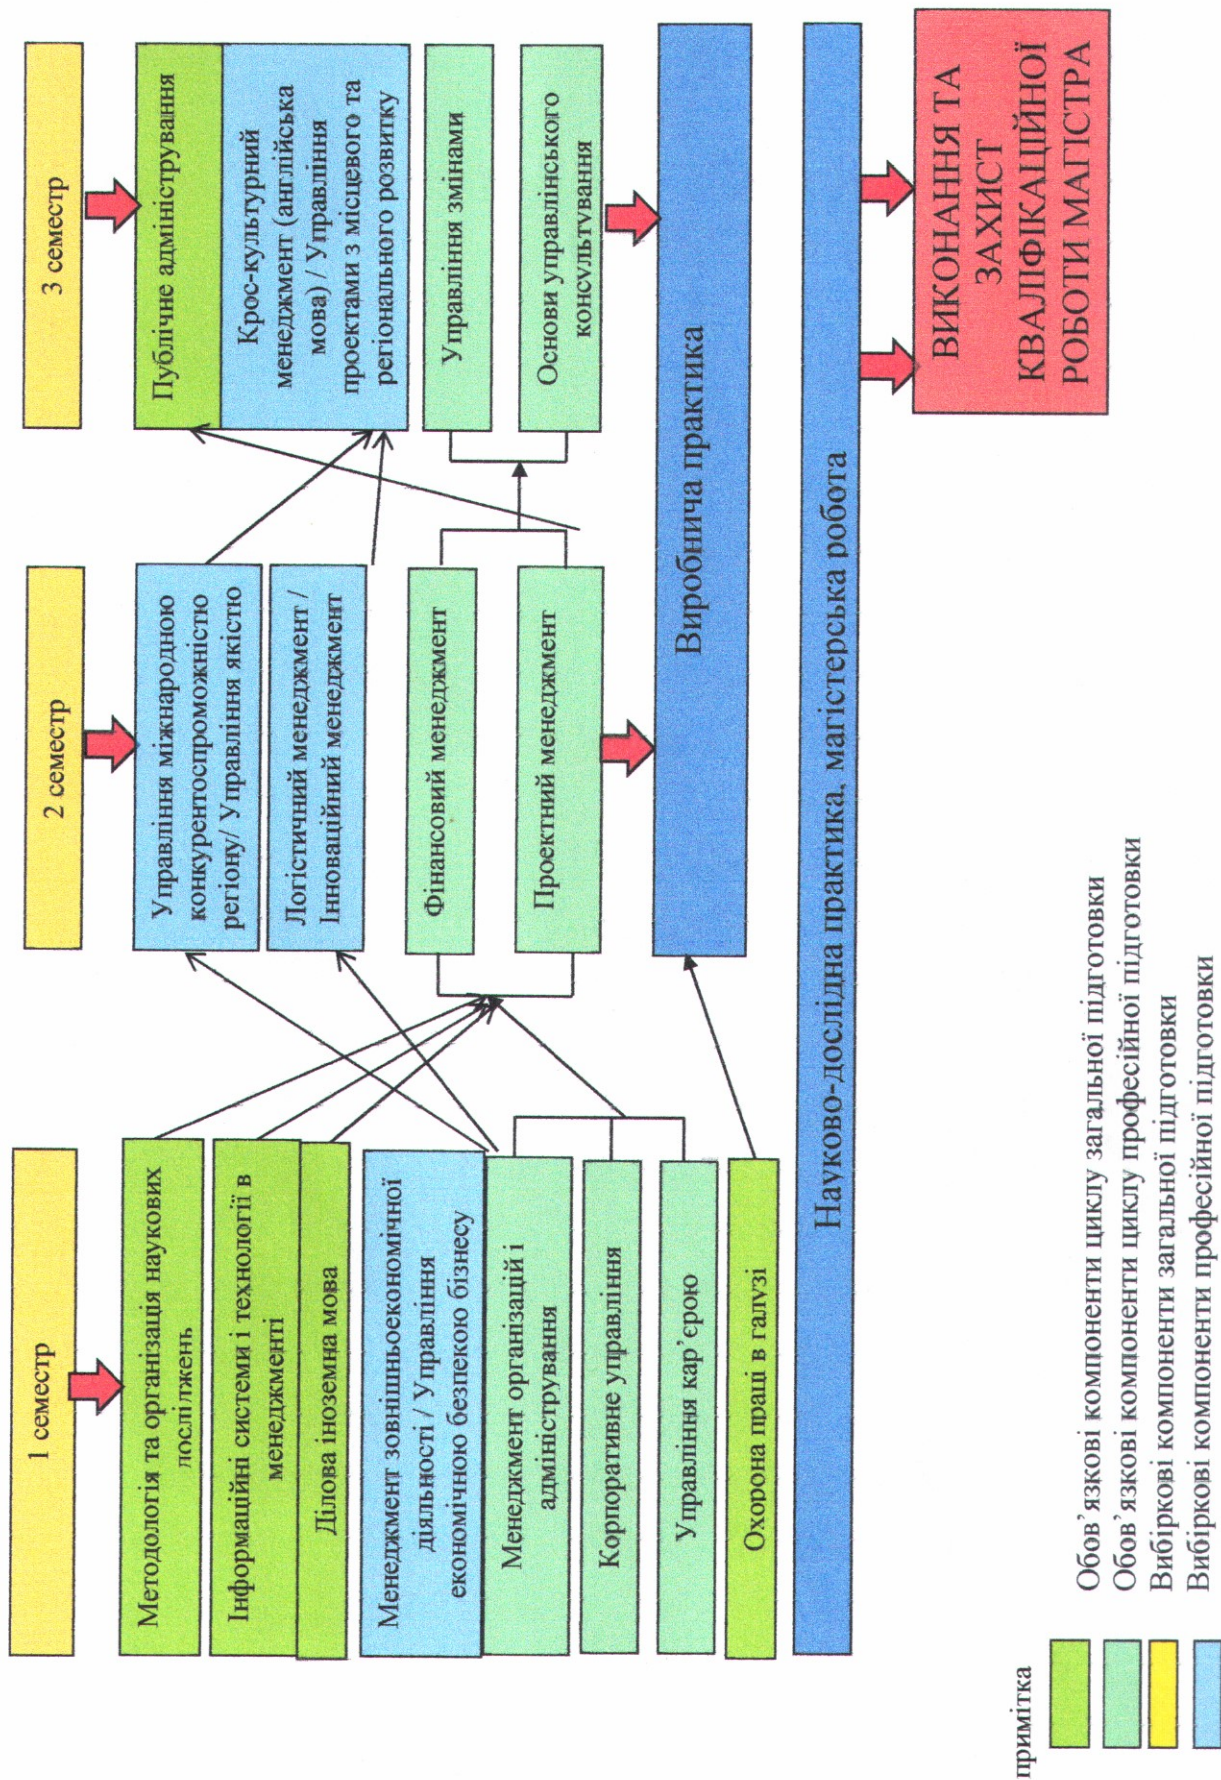 1 семестр
Методологія та організація наукових
досліджень
Інформаційні системи і технології в
менеджменті
Ділова іноземна мова
Менеджмент зовнішньоекономічної
діяльності / Управління
економічною безпекою бізнесу
Менеджмент організацій і
адміністрування
Корпоративне управління
Управління кар’єрою
Охорона праці в галузі
2 семестр
Управління міжнародною
конкурентоспроможністю
регіону/ Управління якістю
Логістичний менеджмент /
Інноваційний менеджмент
Фінансовий менеджмент
Проектний менеджмент
3 семестр
Публічне адміністрування
Крос-культурний
менеджмент (англійська
мова) / Управління
проектами з місцевого та
регіонального розвитку
Управління змінами
Основи управлінського
консультування
Виробнича практика
Науково-дослідна практика, магістерська робота
ВИКОНАННЯ ТА
ЗАХИСТ
КВАЛІФІКАЦІЙНОЇ
РОБОТИ МАГІСТРА
примітка
Обов’язкові компоненти циклу загальної підготовки
Обов’язкові компоненти циклу професійної підготовки
Вибіркові компоненти загальної підготовки
Вибіркові компоненти професійної підготовки